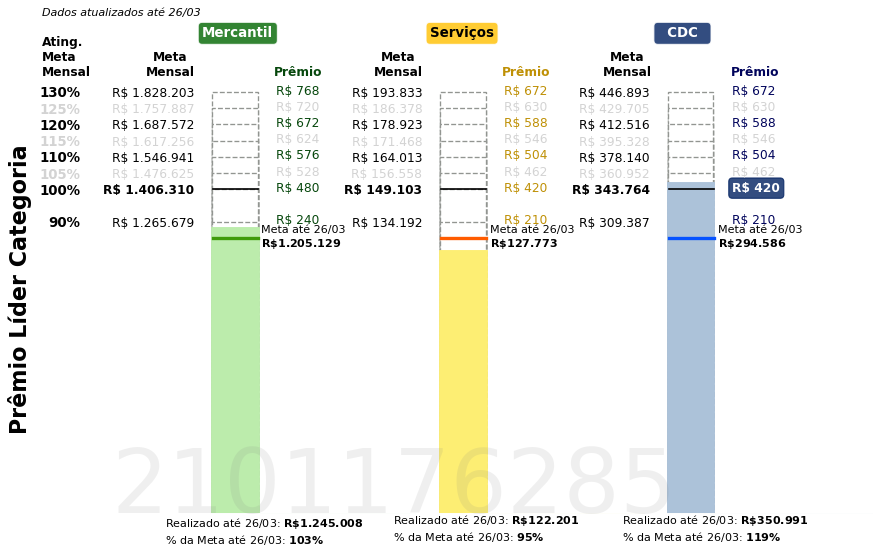 Dados atualizados até 26/03
Mercantil Serviços CDC
Ating. Meta Mensal Meta Mensal Prêmio Meta Mensal Prêmio Meta Mensal Prêmio
130% R$ 1.828.203 R$ 768 R$ 193.833 R$ 672 R$ 446.893 R$ 672
125% R$ 1.757.887 R$ 720 R$ 186.378 R$ 630 R$ 429.705 R$ 630
120% R$ 1.687.572 R$ 672 R$ 178.923 R$ 588 R$ 412.516 R$ 588
115% R$ 1.617.256 R$ 624 R$ 171.468 R$ 546 R$ 395.328 R$ 546
110% R$ 1.546.941 R$ 576 R$ 164.013 R$ 504 R$ 378.140 R$ 504
105% R$ 1.476.625 R$ 528 R$ 156.558 R$ 462 R$ 360.952 R$ 462
100% R$ 1.406.310 R$ 480 R$ 149.103 R$ 420 R$ 343.764 R$ 420
90% R$ 1.265.679 R$ 240 R$ 134.192 R$ 210 R$ 309.387 R$ 210
Meta até 26/03 Meta até 26/03 Meta até 26/03
R$1.205.129 R$127.773 R$294.586
Prêmio Líder Categoria
2101176285
Realizado até 26/03: R$1.245.008 Realizado até 26/03: R$122.201 Realizado até 26/03: R$350.991
% da Meta até 26/03: 103% % da Meta até 26/03: 95% % da Meta até 26/03: 119%